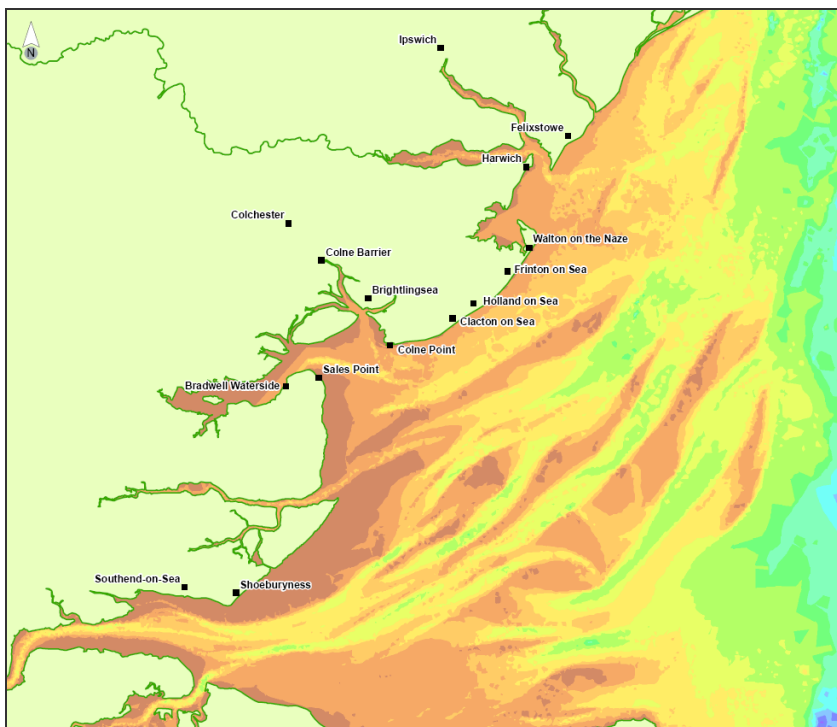 N
Ipswich
Felixstowe
Harwich
Colchester
Walton on the Naze
Colne Barrier
Frinton on Sea
Brightlingsea
Holland on Sea
Clacton on Sea
Colne Point
Sales Point
Bradwell Waterside
Southend-on-Sea
Shoeburyness